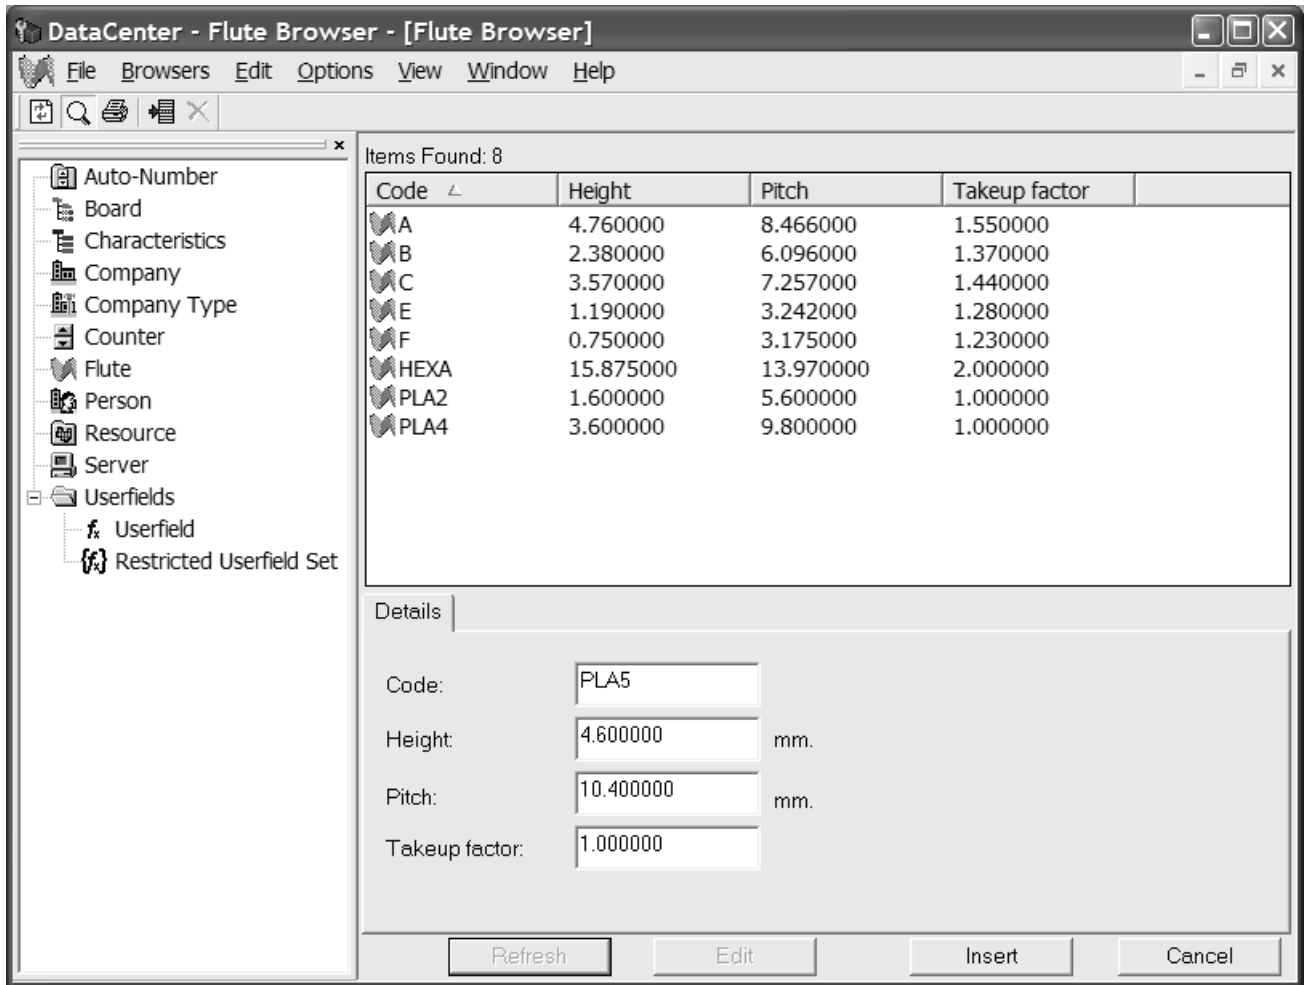 DataCenter - Flute Browser - [Flute Browser]
File Browsers Edit Options View Window Help
Auto-Number
Board
Characteristics
Company
Company Type
Counter
Flute
Person
Resource
Server
Userfields
Userfield
Restricted Userfield Set
Items Found: 8
Code Height Pitch Takeup factor
A 4.760000 8.466000 1.550000
B 2.380000 6.096000 1.370000
C 3.570000 7.257000 1.440000
E 1.190000 3.242000 1.280000
F 0.750000 3.175000 1.230000
HEXA 15.875000 13.970000 2.000000
PLA2 1.600000 5.600000 1.000000
PLA4 3.600000 9.800000 1.000000
Details
Code: PLA5
Height: 4.600000 mm.
Pitch: 10.400000 mm.
Takeup factor: 1.000000
Refresh Edit Insert Cancel